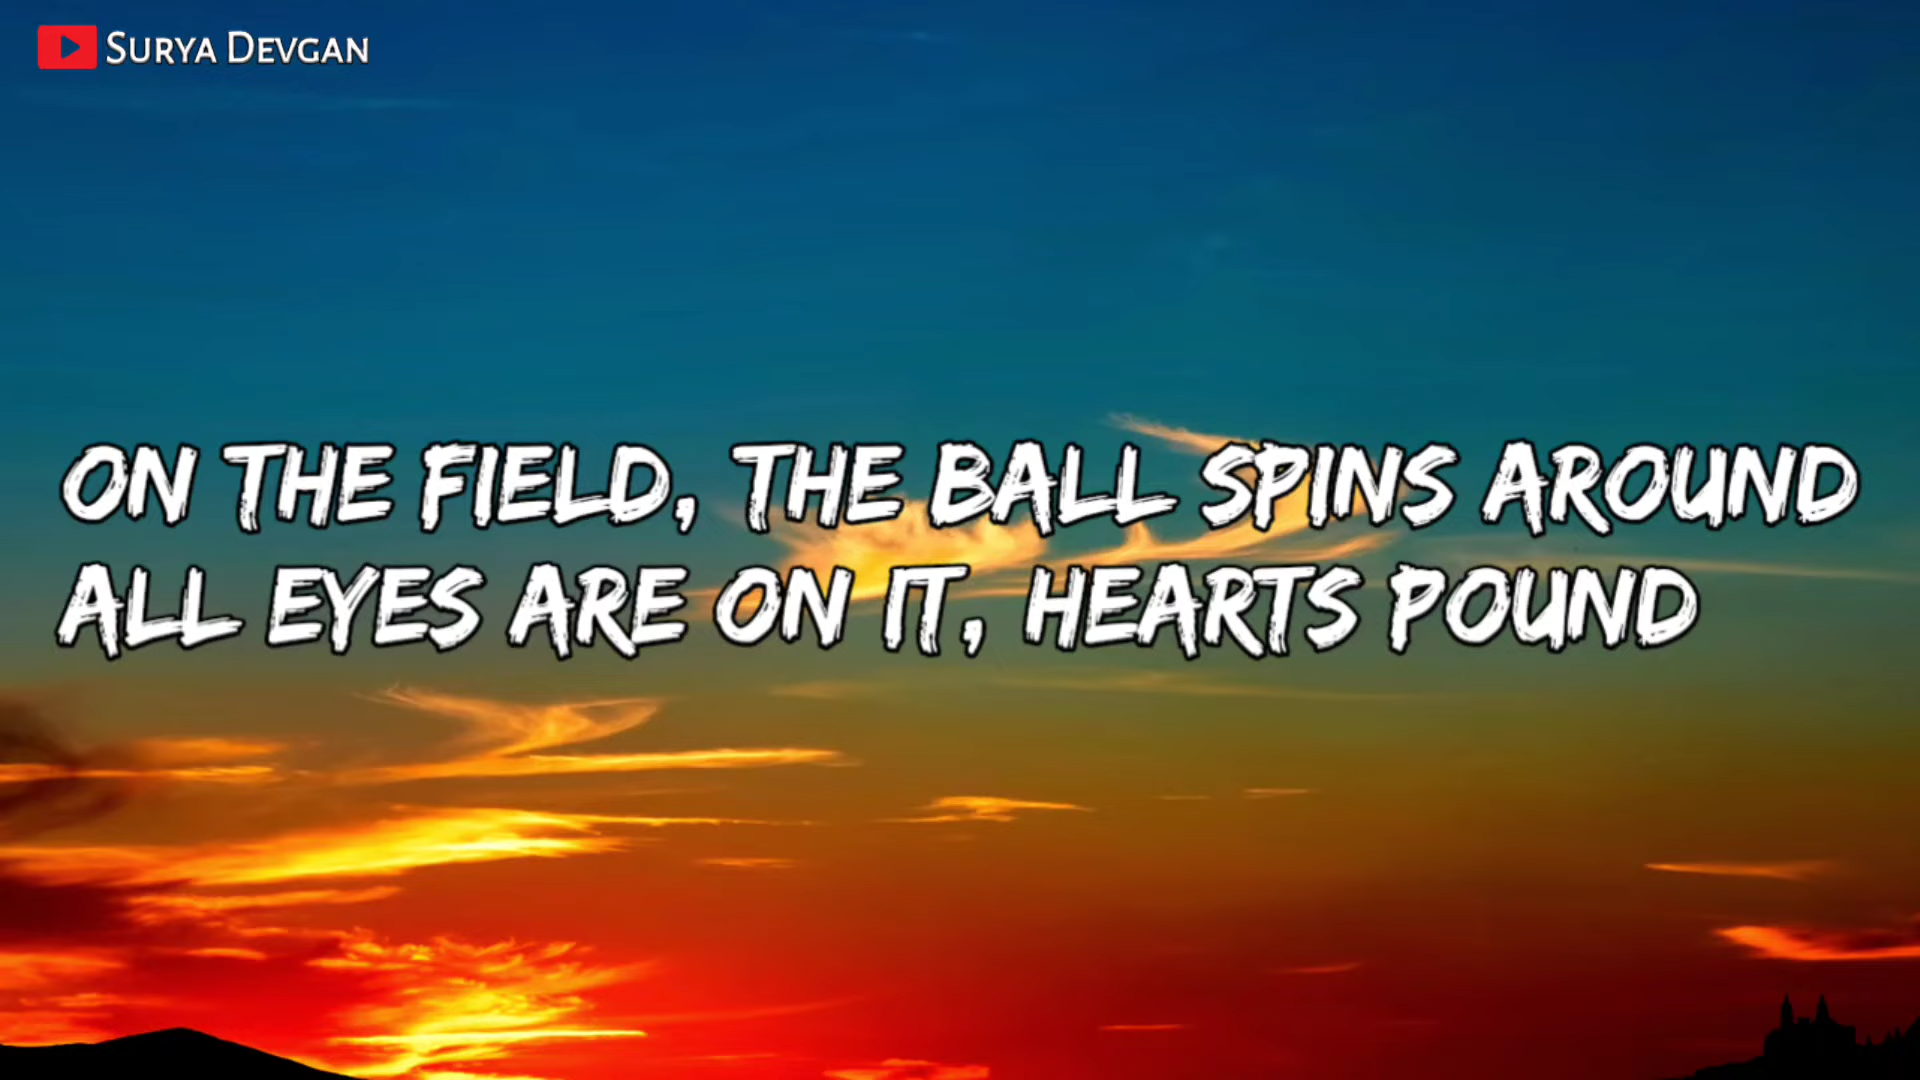 SURYA DEVGAN
ON THE FIELD, THE BALL SPINS AROUND
ALL EYES ARE ON IT, HEARTS POUND